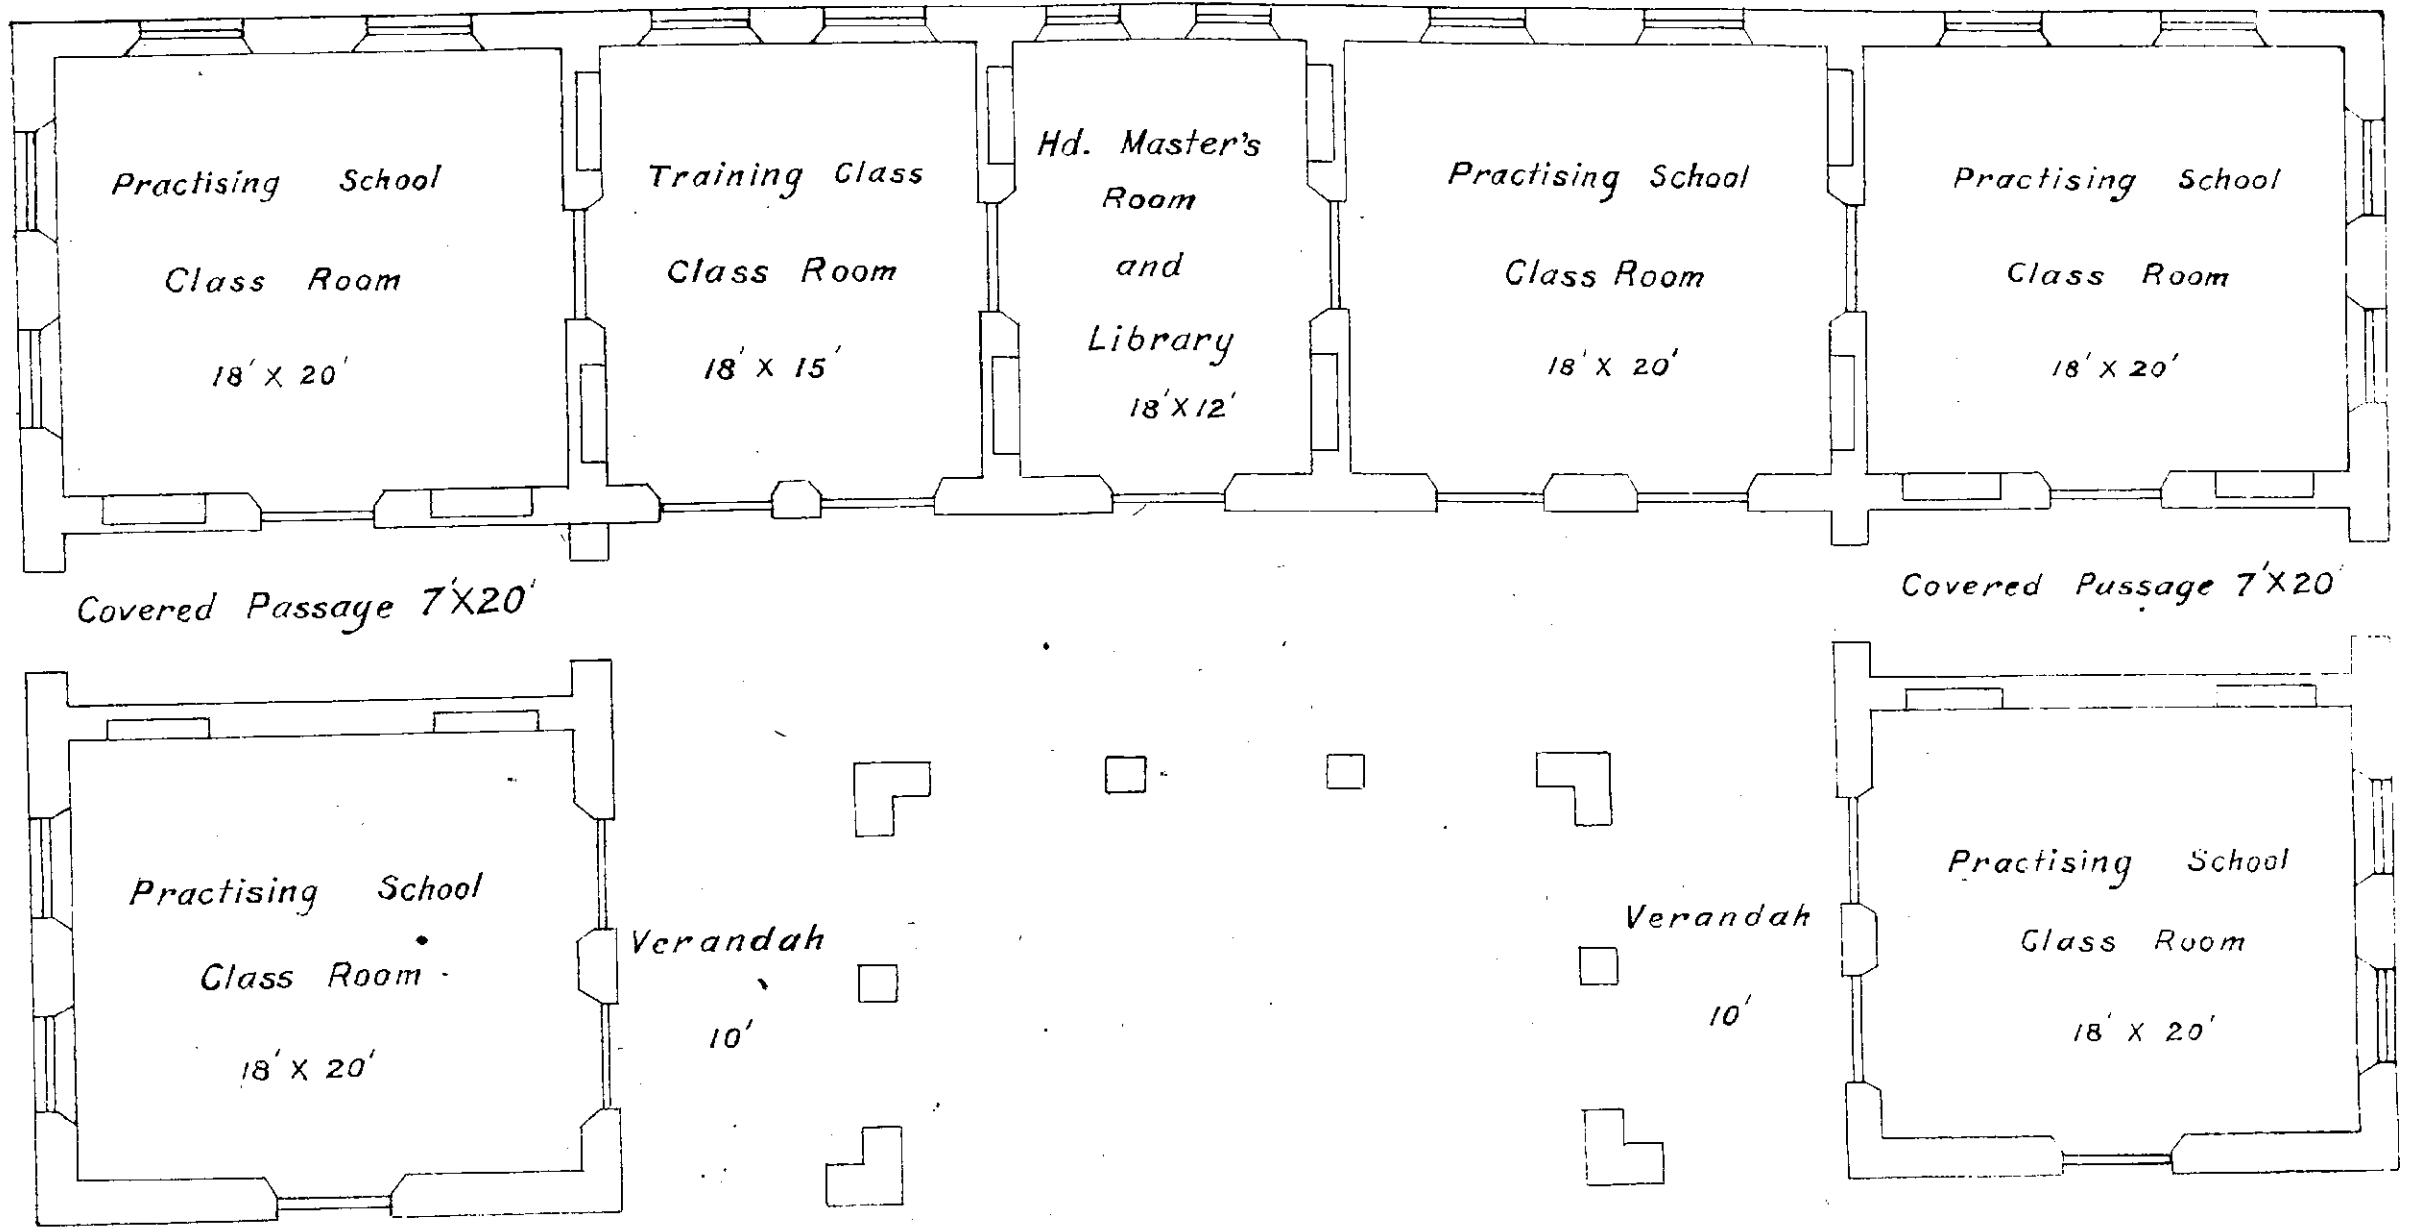 Practising School
Class Room
18' X 20'
Training Class
Class Room
18' X 15'
Hd. Master's
Room
and
Library
18' X 12'
Practising School
Class Room
18' X 20'
Practising School
Class Room
18' X 20'
Covered Passage 7' X 20'
Covered Passage 7' X 20'
Practising School
Class Room
18' X 20'
Verandah
10'
Verandah
10'
Practising School
Class Room
18' X 20'